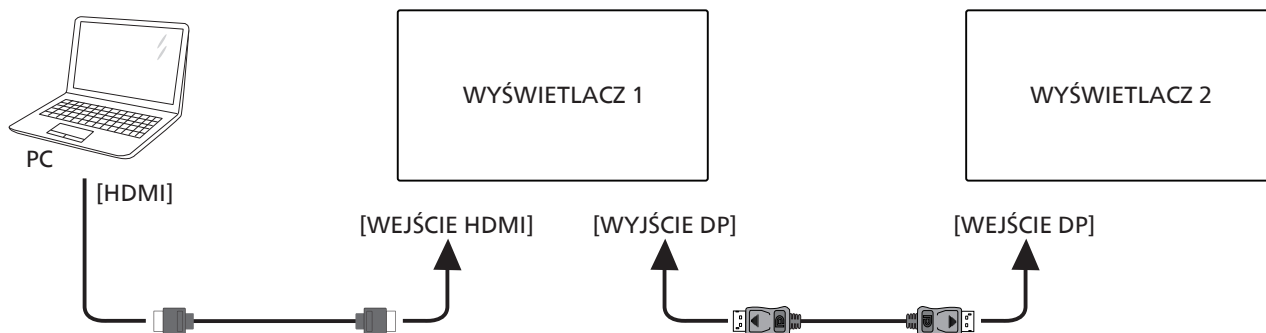 WYŚWIETLACZ 1
WYŚWIETLACZ 2
PC
[HDMI]
[WEJŚCIE HDMI]
[WYJŚCIE DP]
[WEJŚCIE DP]